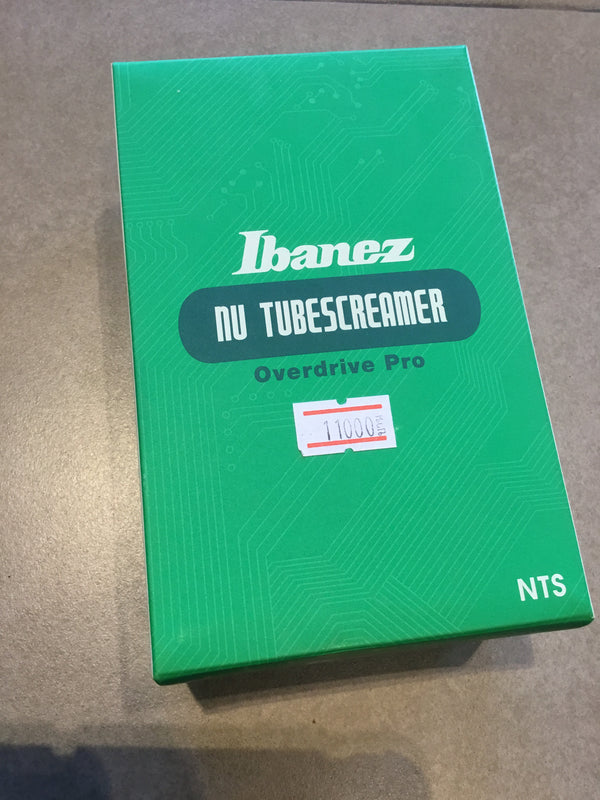 Ibanez
NU TUBESCREAMER
Overdrive Pro
11000
NTS